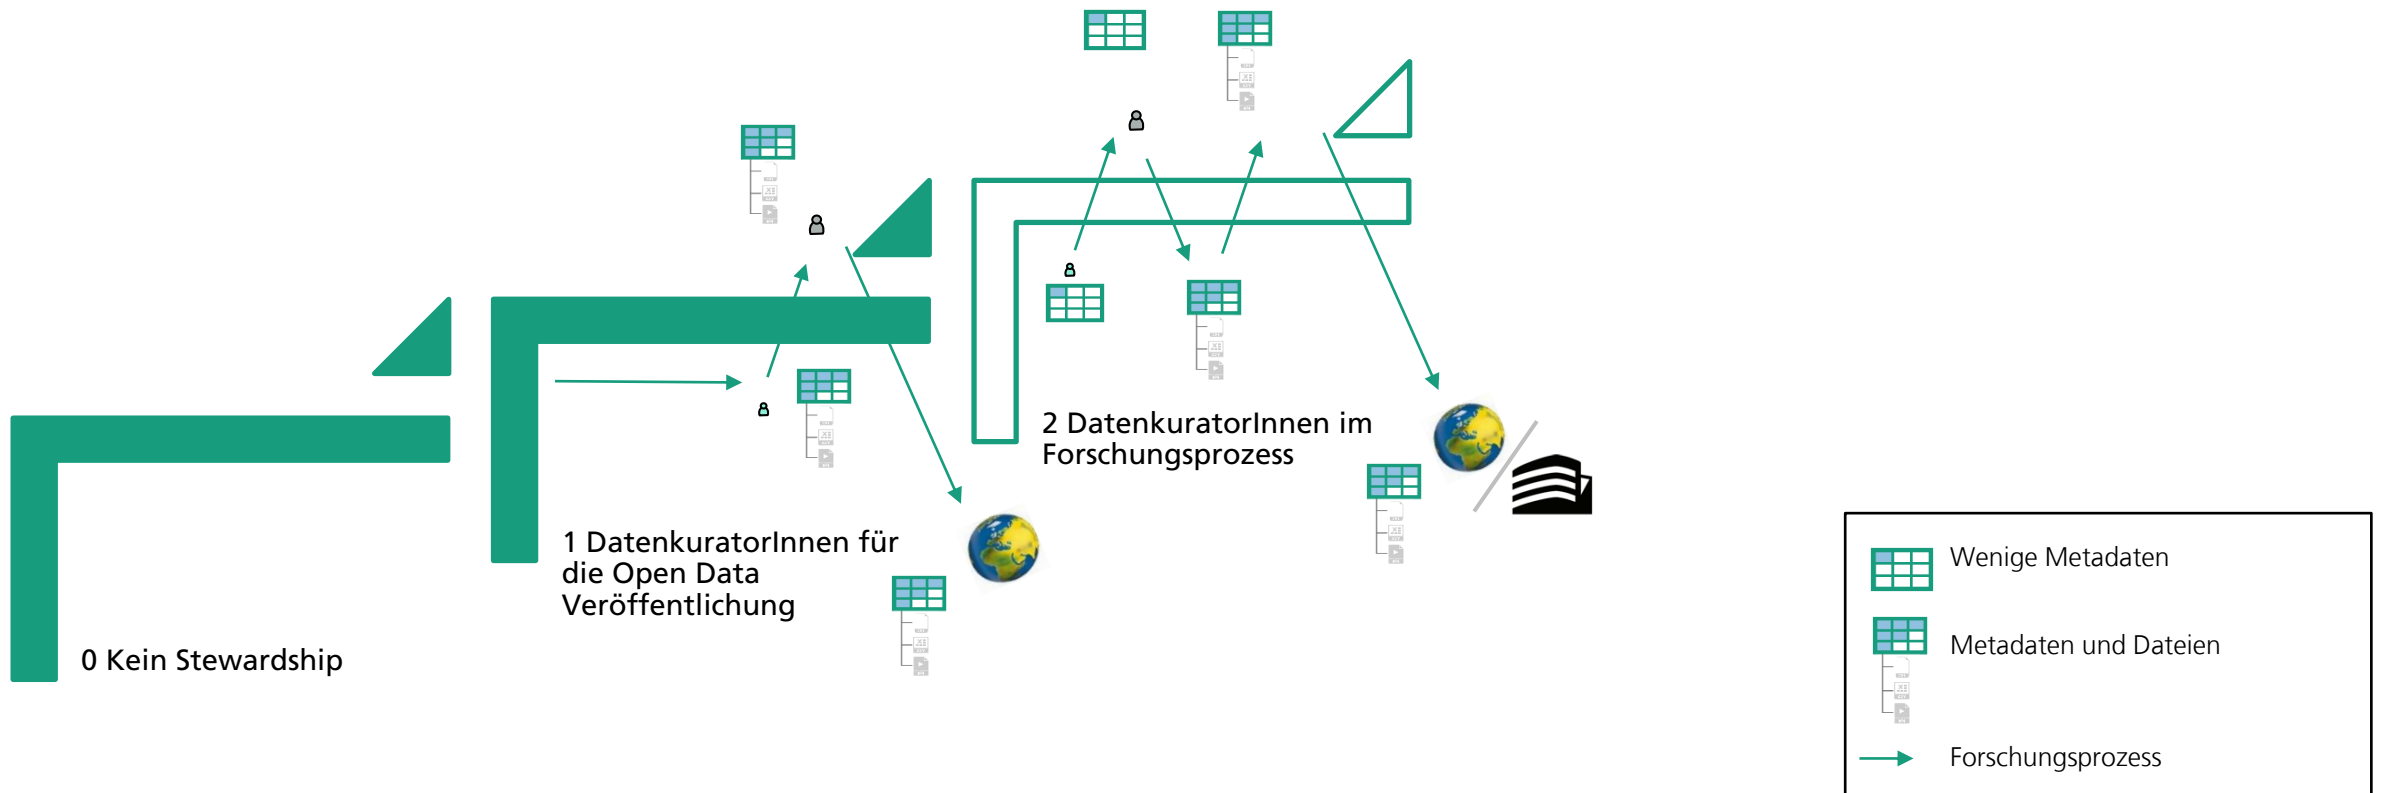 0 Kein Stewardship
1 DatenkuratorInnen für
die Open Data
Veröffentlichung
2 DatenkuratorInnen im
Forschungsprozess
Wenige Metadaten
Metadaten und Dateien
Forschungsprozess